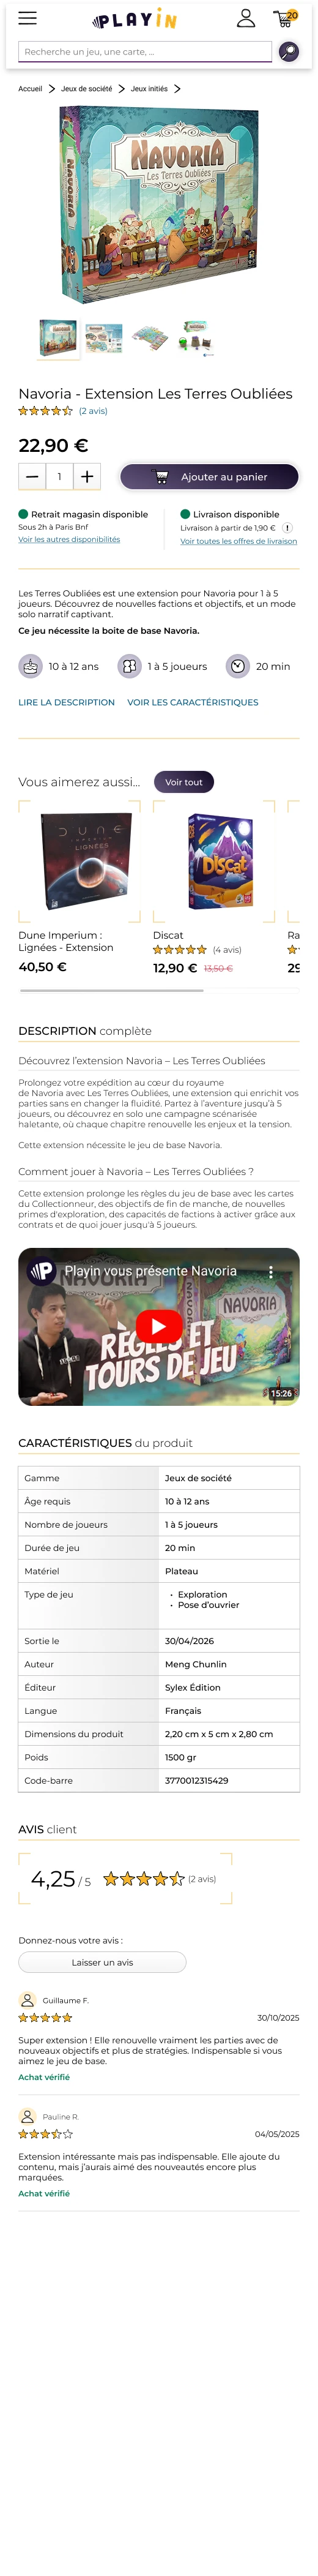 PLAYIN
20
Recherche un jeu, une carte, ...
Accueil > Jeux de société > Jeux initiés >
NAVORIA
Les Terres Oubliées
NAVORIA
Navoria - Extension Les Terres Oubliées
(2 avis)
22,90 €
1
Ajouter au panier
Retrait magasin disponible
Sous 2h à Paris Bnf
Voir les autres disponibilités
Livraison disponible
Livraison à partir de 1,90 € !
Voir toutes les offres de livraison
Les Terres Oubliées est une extension pour Navoria pour 1 à 5
joueurs. Découvrez de nouvelles factions et objectifs, et un mode
solo narratif captivant.
Ce jeu nécessite la boite de base Navoria.
10 à 12 ans
1 à 5 joueurs
20 min
LIRE LA DESCRIPTION
VOIR LES CARACTÉRISTIQUES
Vous aimerez aussi...
Voir tout
DUNE
IMPERIUM
LIGNÉES
Discat
Dune Imperium :
Lignées - Extension
40,50 €
Discat
(4 avis)
12,90 € 13,50 €
Ra
29
DESCRIPTION complète
Découvrez l'extension Navoria – Les Terres Oubliées
Prolongez votre expédition au cœur du royaume
de Navoria avec Les Terres Oubliées, une extension qui enrichit vos
parties sans en changer la fluidité. Partez à l'aventure jusqu'à 5
joueurs, ou découvrez en solo une campagne scénarisée
haletante, où chaque chapitre renouvelle les enjeux et la tension.
Cette extension nécessite le jeu de base Navoria.
Comment jouer à Navoria – Les Terres Oubliées ?
Cette extension prolonge les règles du jeu de base avec les cartes
du Collectionneur, des objectifs de fin de manche, de nouvelles
primes d'exploration, des capacités de factions à activer grâce aux
contrats et de quoi jouer jusqu'à 5 joueurs.
Playin vous présente Navoria
NAVORIA
RÈGLES ET
TOURS DE JEU
15:26
CARACTÉRISTIQUES du produit
Gamme Jeux de société
Âge requis 10 à 12 ans
Nombre de joueurs 1 à 5 joueurs
Durée de jeu 20 min
Matériel Plateau
Type de jeu • Exploration
• Pose d'ouvrier
Sortie le 30/04/2026
Auteur Meng Chunlin
Éditeur Sylex Édition
Langue Français
Dimensions du produit 2,20 cm x 5 cm x 2,80 cm
Poids 1500 gr
Code-barre 3770012315429
AVIS client
4,25 / 5
(2 avis)
Donnez-nous votre avis :
Laisser un avis
Guillaume F.
30/10/2025
Super extension ! Elle renouvelle vraiment les parties avec de
nouveaux objectifs et plus de stratégies. Indispensable si vous
aimez le jeu de base.
Achat vérifié
Pauline R.
04/05/2025
Extension intéressante mais pas indispensable. Elle ajoute du
contenu, mais j'aurais aimé des nouveautés encore plus
marquées.
Achat vérifié